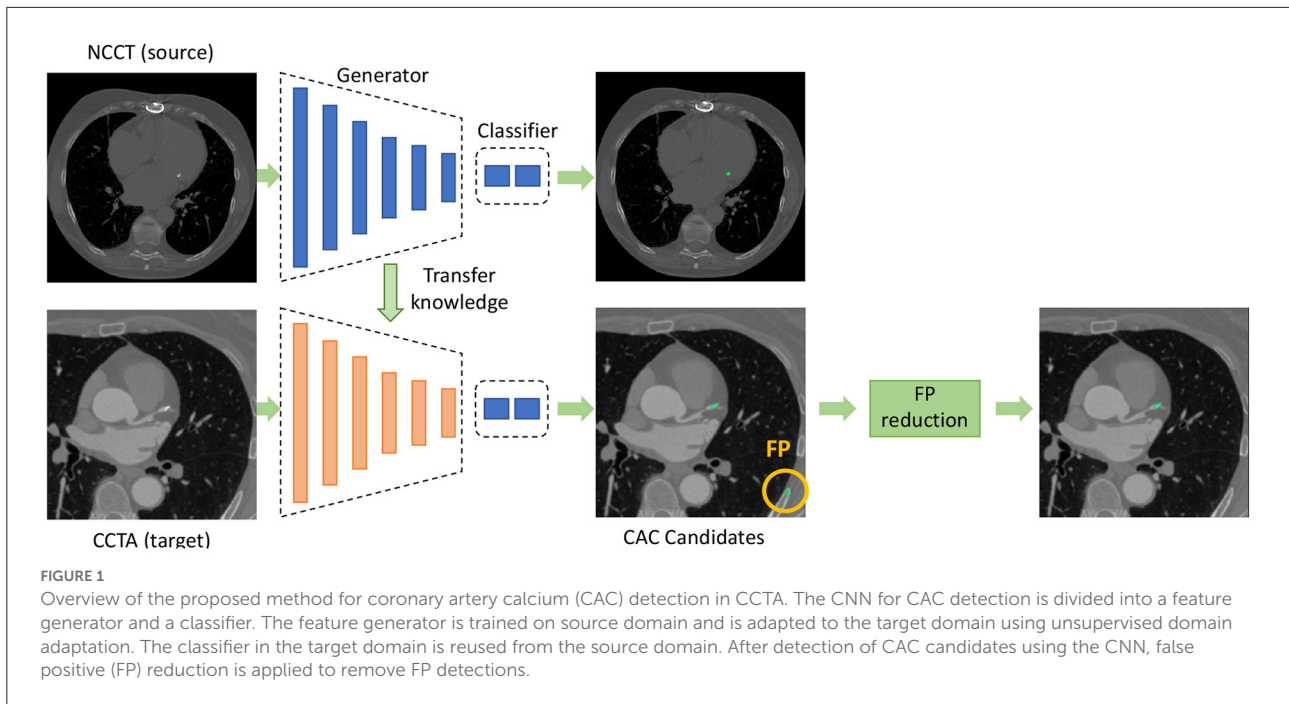 NCCT (source)
Generator
Classifier
Transfer
knowledge
FP
FP
reduction
CCTA (target)
CAC Candidates
FIGURE 1
Overview of the proposed method for coronary artery calcium (CAC) detection in CCTA. The CNN for CAC detection is divided into a feature
generator and a classifier. The feature generator is trained on source domain and is adapted to the target domain using unsupervised domain
adaptation. The classifier in the target domain is reused from the source domain. After detection of CAC candidates using the CNN, false
positive (FP) reduction is applied to remove FP detections.